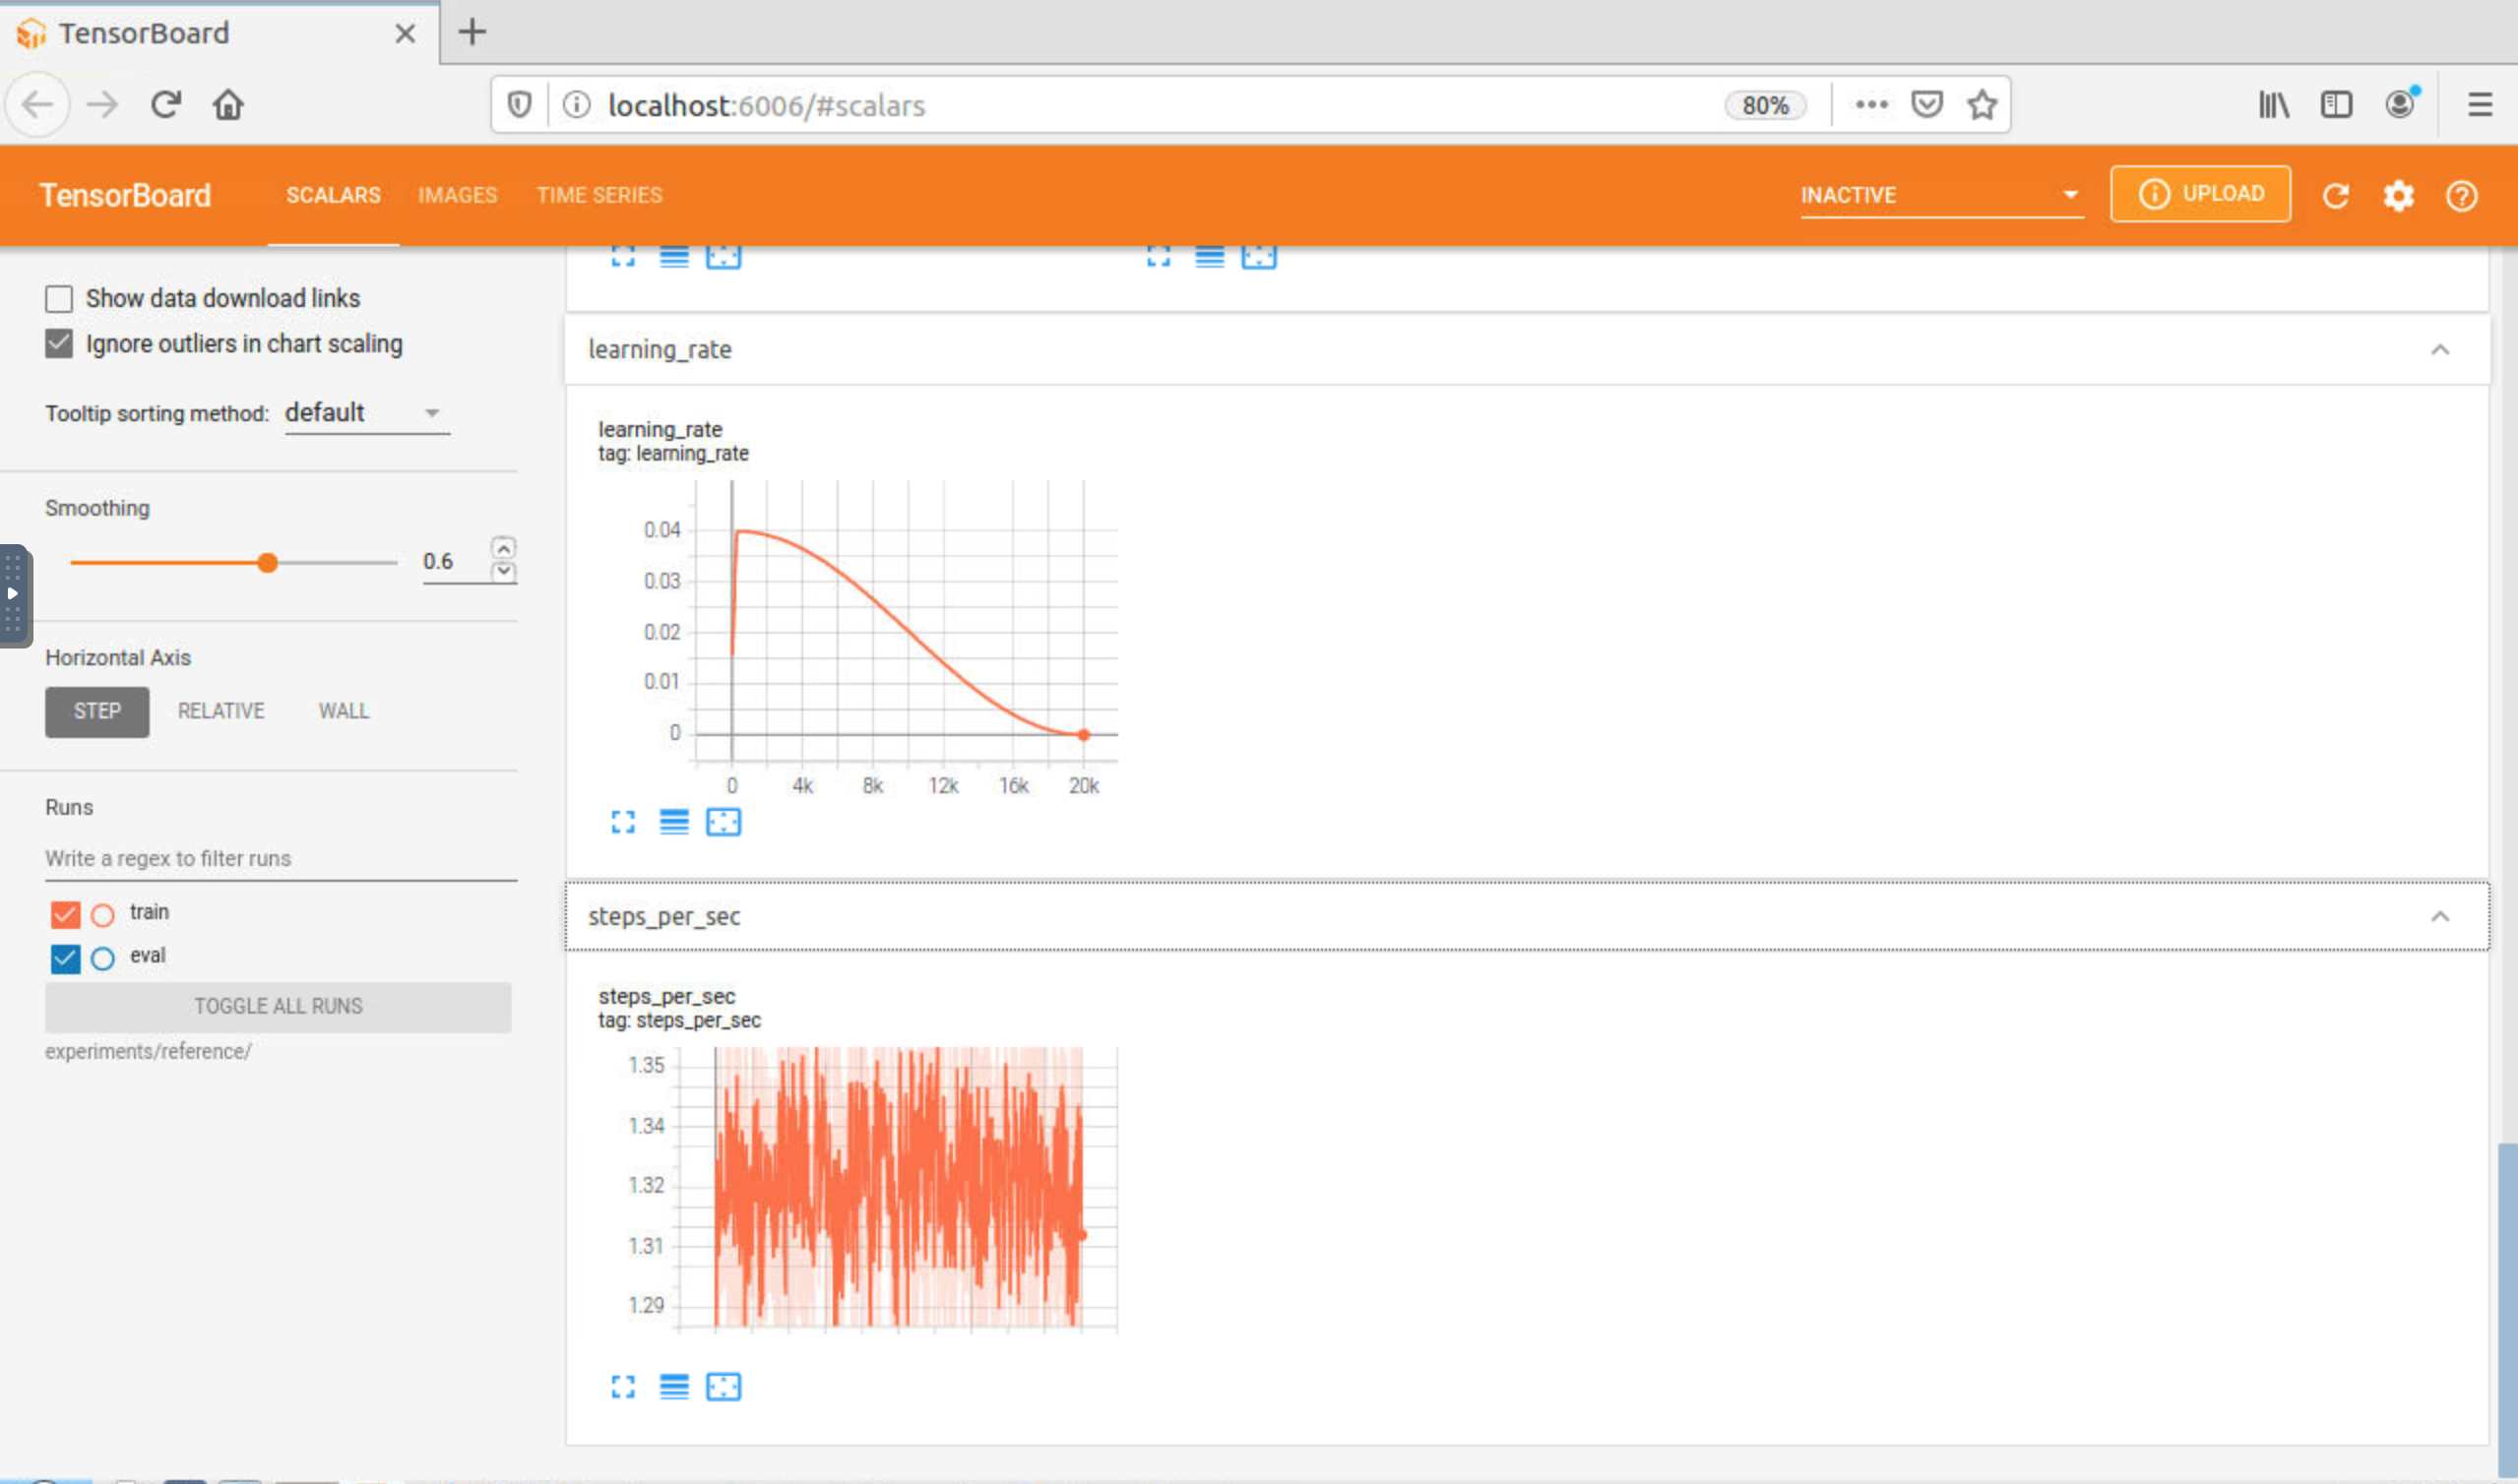 TensorBoard
localhost:6006/#scalars
80%
TensorBoard
SCALARS
IMAGES
TIME SERIES
INACTIVE
UPLOAD
Show data download links
Ignore outliers in chart scaling
Tooltip sorting method: default
Smoothing
0.6
Horizontal Axis
STEP
RELATIVE
WALL
Runs
Write a regex to filter runs
train
eval
TOGGLE ALL RUNS
experiments/reference/
learning_rate
learning_rate
tag: learning_rate
0.04
0.03
0.02
0.01
0
0 4k 8k 12k 16k 20k
steps_per_sec
steps_per_sec
tag: steps_per_sec
1.35
1.34
1.32
1.31
1.29